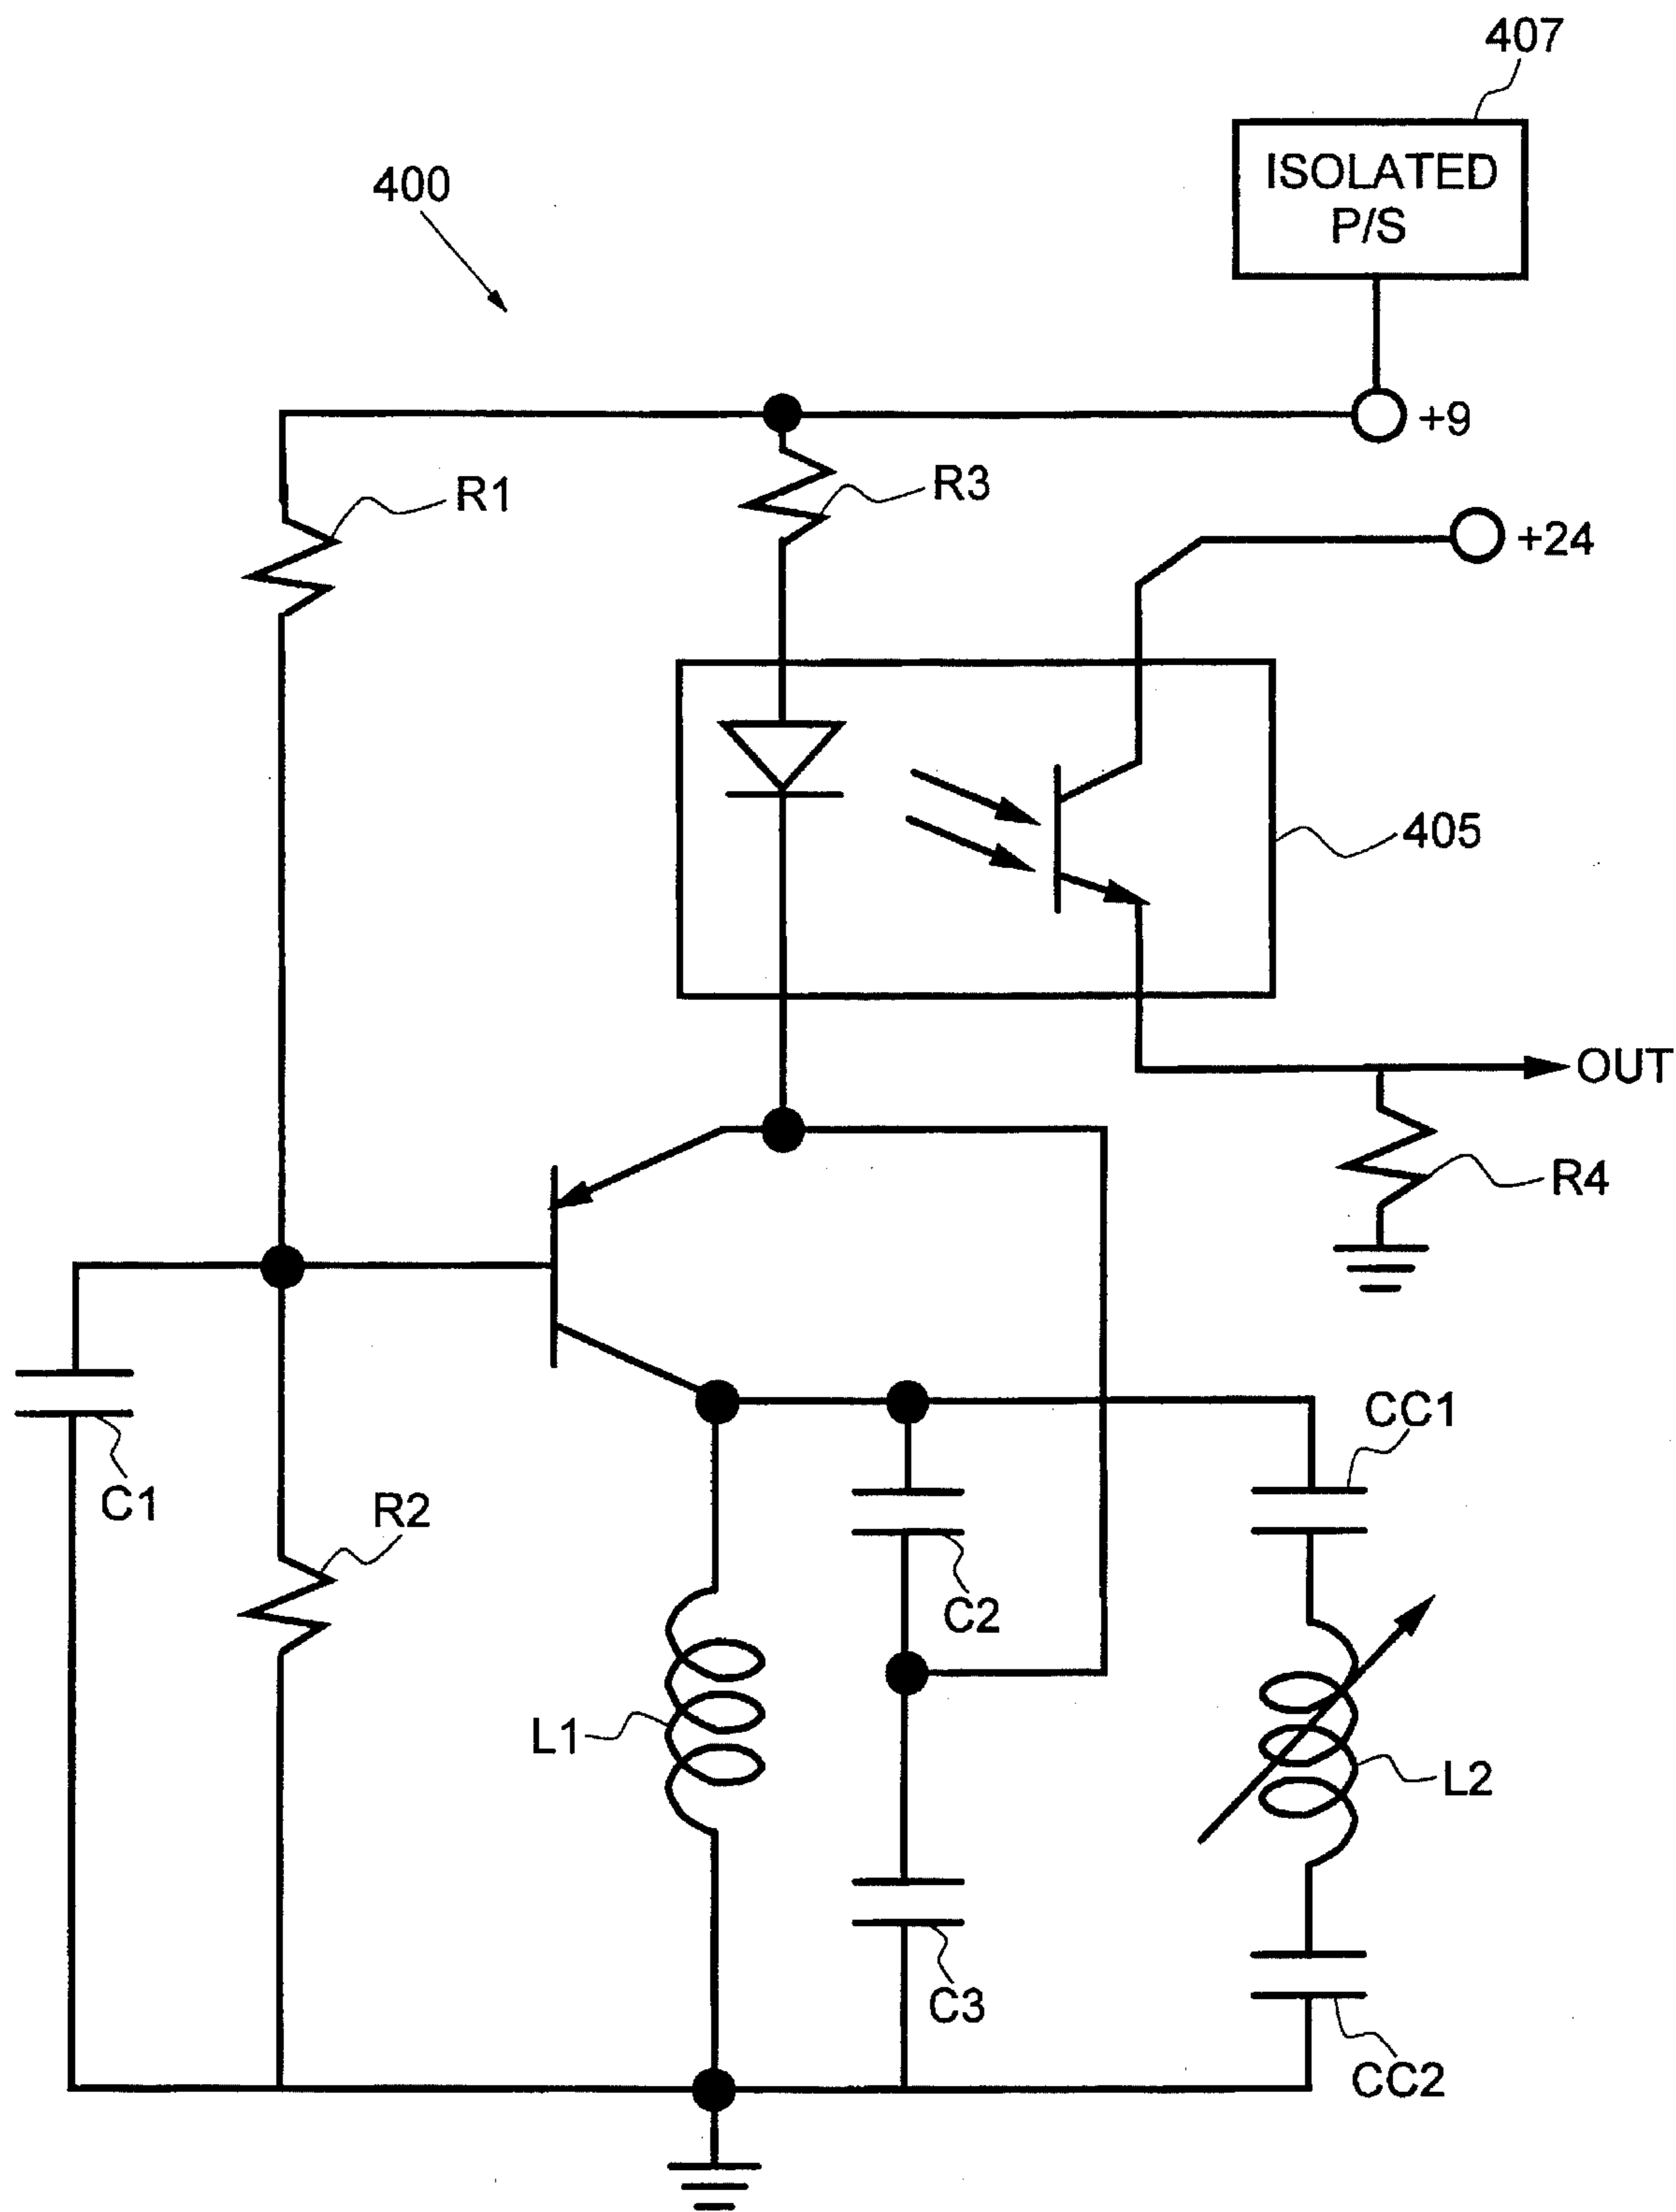 407
ISOLATED
P/S
400
+9
R1
R3
+24
405
OUT
R4
CC1
C1
R2
C2
L1
L2
C3
CC2